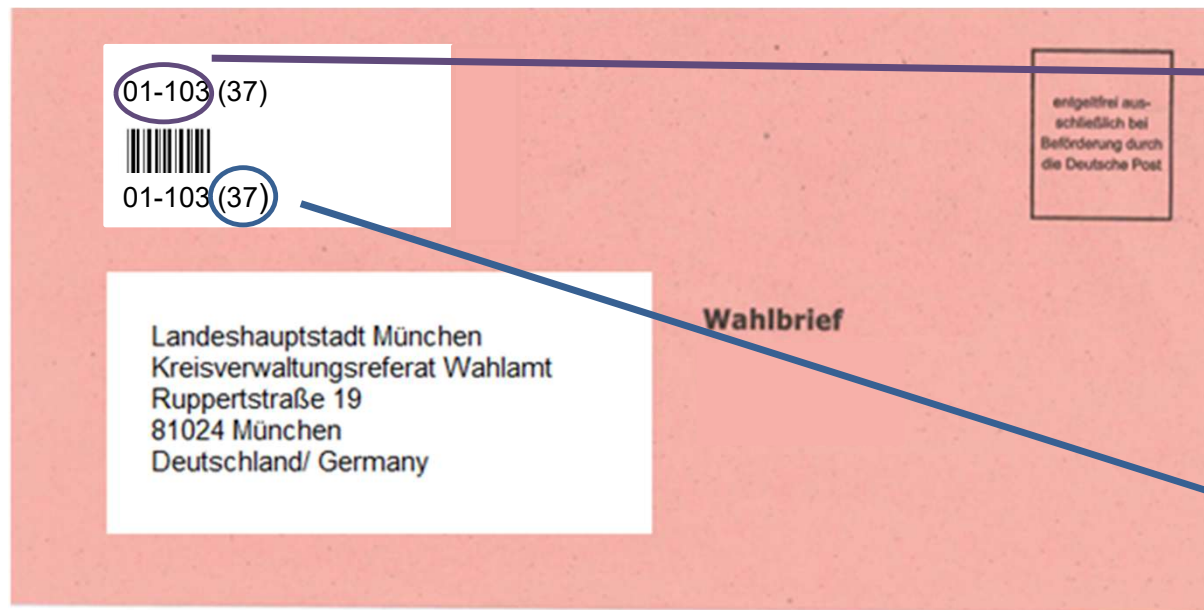 01-103 (37)
01-103 (37)
entgeltfrei aus-
schließlich bei
Beförderung durch
die Deutsche Post
Wahlbrief
Landeshauptstadt München
Kreisverwaltungsreferat Wahlamt
Ruppertstraße 19
81024 München
Deutschland/ Germany